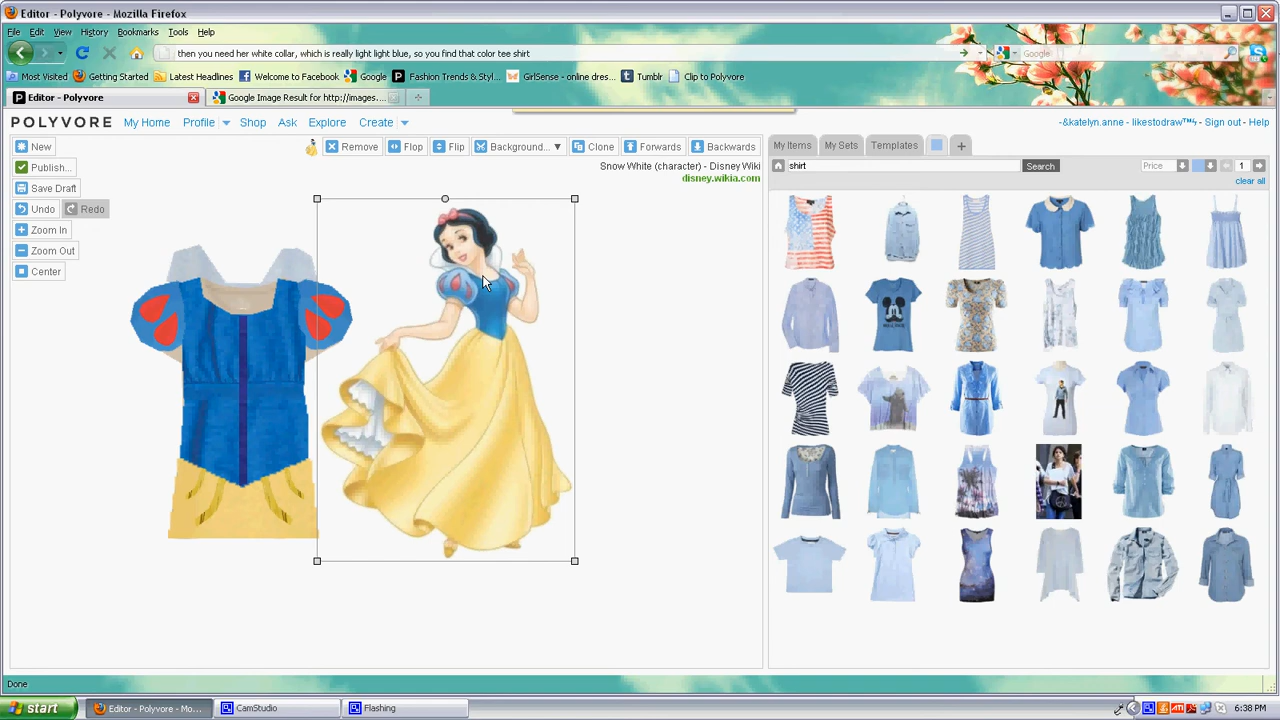 Editor - Polyvore - Mozilla Firefox
File Edit View History Bookmarks Tools Help
then you need her white collar, which is really light light blue, so you find that color tee shirt
Google
Most Visited Getting Started Latest Headlines Welcome to Fa... Google Fashion Trends & Styl... GirlSense - online dres... Tumblr Clip to Polyvore
Editor - Polyvore Google Image Result for http://images....
POLYVORE My Home Profile Shop Ask Explore Create -&katelyn.anne - likestodraw™↯ - Sign out - Help
New Remove Flop Flip Background... Clone Forwards Backwards My Items My Sets Templates +
Publish... Snow White (character) - Disney Wiki shirt Search Price 1
disney.wikia.com clear all
Save Draft
Undo Redo
Zoom In
Zoom Out
Center
Done
start Editor - Polyvore - Mo... CamStudio Flashing 6:38 PM